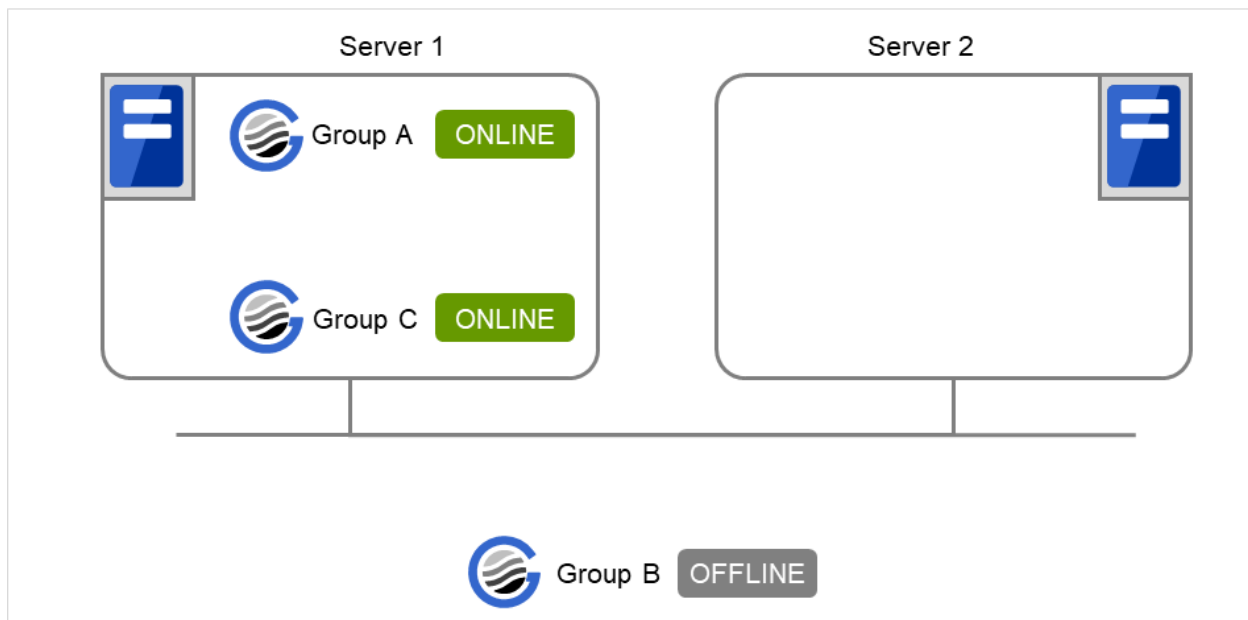 Server 1
Server 2
Group A ONLINE
Group C ONLINE
Group B OFFLINE